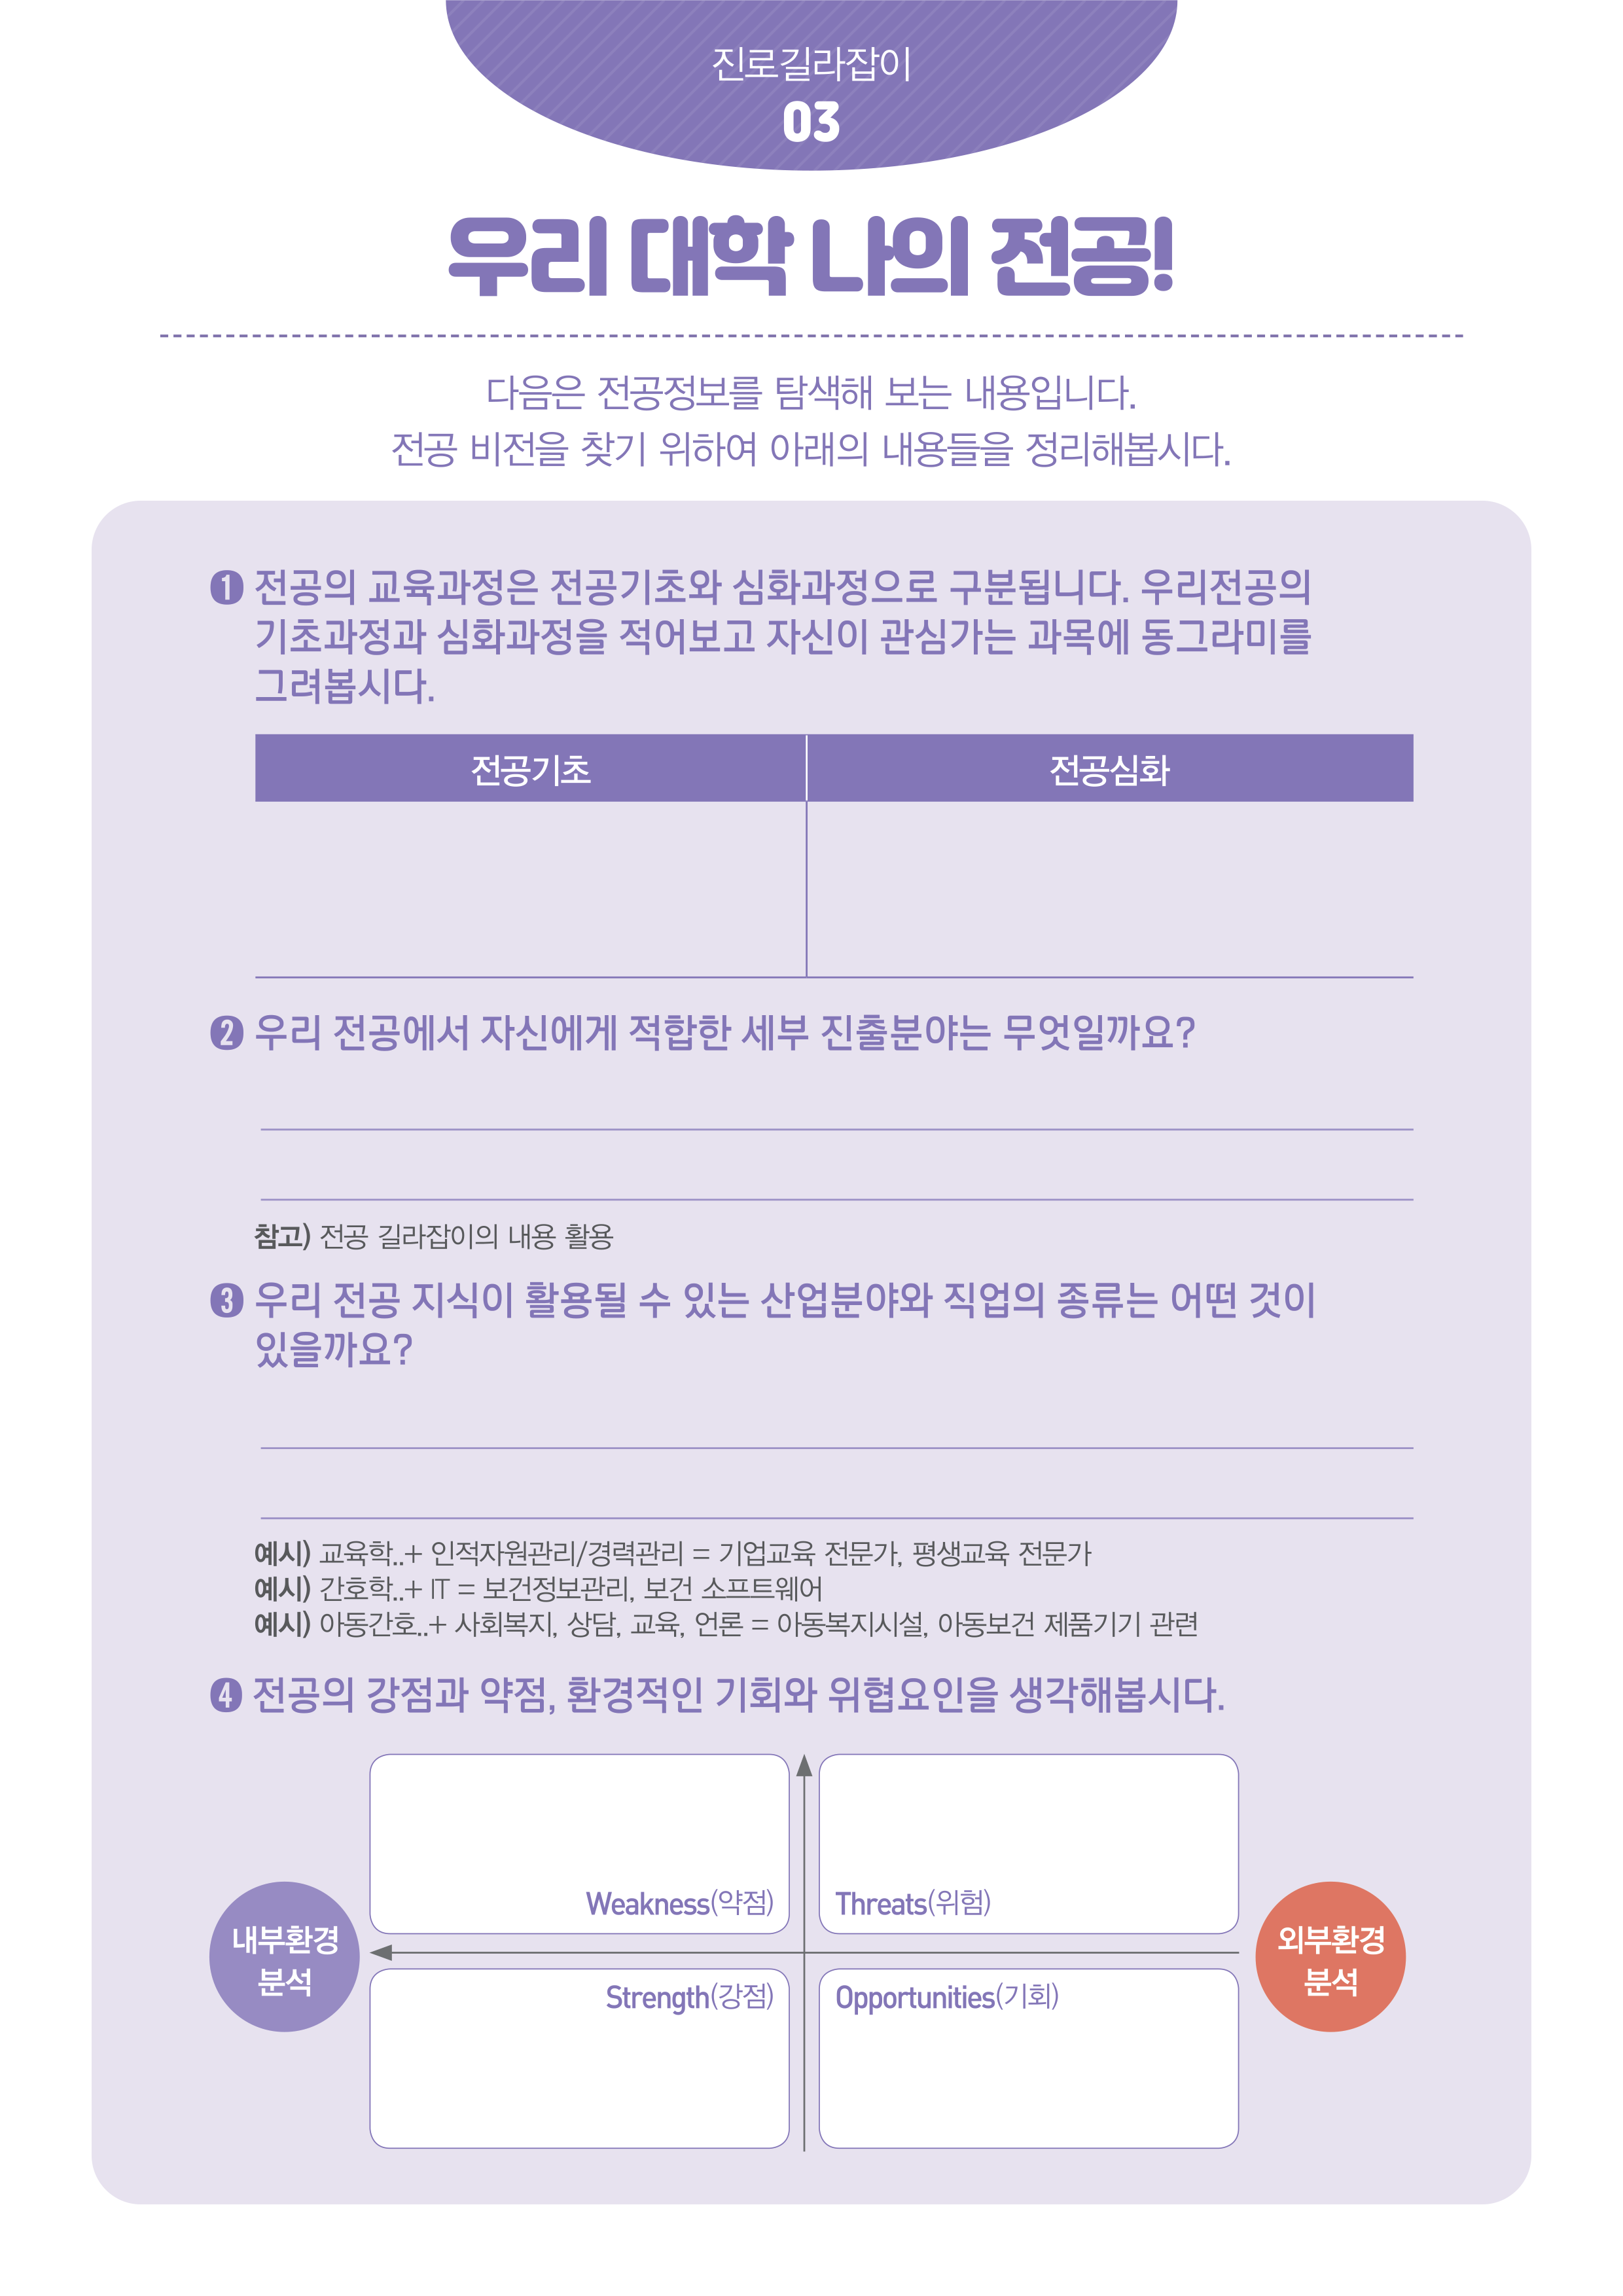 진로길라잡이
03
우리 대학 나의 전공!
다음은 전공정보를 탐색해 보는 내용입니다.
전공 비전을 찾기 위하여 아래의 내용들을 정리해봅시다.
❶ 전공의 교육과정은 전공기초와 심화과정으로 구분됩니다. 우리전공의
기초과정과 심화과정을 적어보고 자신이 관심가는 과목에 동그라미를
그려봅시다.
전공기초 전공심화
❷ 우리 전공에서 자신에게 적합한 세부 진출분야는 무엇일까요?
참고) 전공 길라잡이의 내용 활용
❸ 우리 전공 지식이 활용될 수 있는 산업분야와 직업의 종류는 어떤 것이
있을까요?
예시) 교육학..+ 인적자원관리/경력관리 = 기업교육 전문가, 평생교육 전문가
예시) 간호학..+ IT = 보건정보관리, 보건 소프트웨어
예시) 아동간호..+ 사회복지, 상담, 교육, 언론 = 아동복지시설, 아동보건 제품기기 관련
❹ 전공의 강점과 약점, 환경적인 기회와 위협요인을 생각해봅시다.
Weakness(약점) Threats(위험)
내부환경
분석
외부환경
분석
Strength(강점) Opportunities(기회)